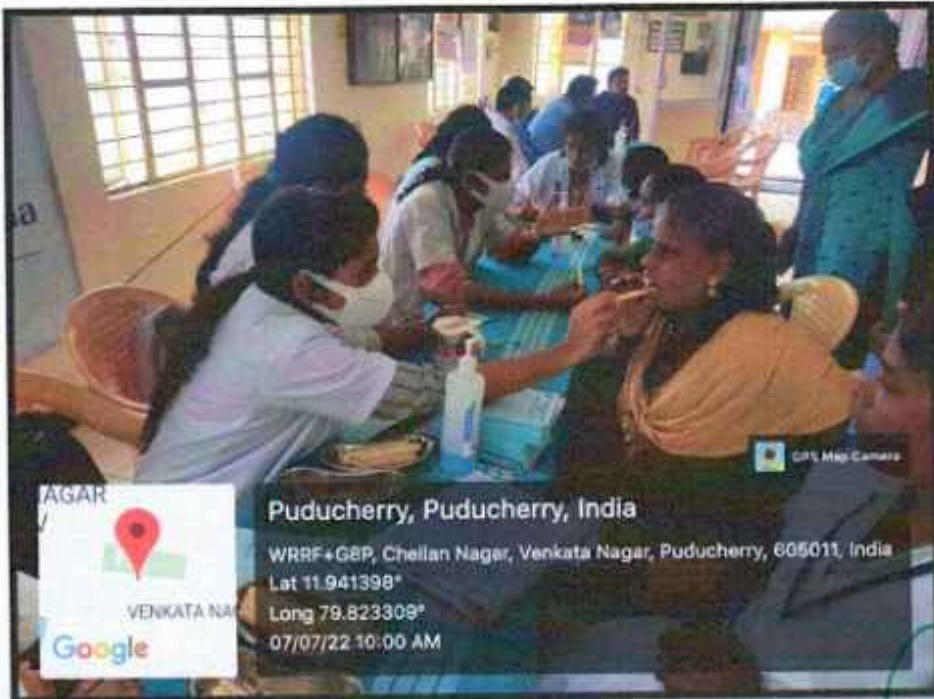 a
GPS Map Camera
AGAR
Puducherry, Puducherry, India
WRRF+G8P, Chellan Nagar, Venkata Nagar, Puducherry, 605011, India
Lat 11.941398°
Long 79.823309°
07/07/22 10:00 AM
VENKATA NA
Google